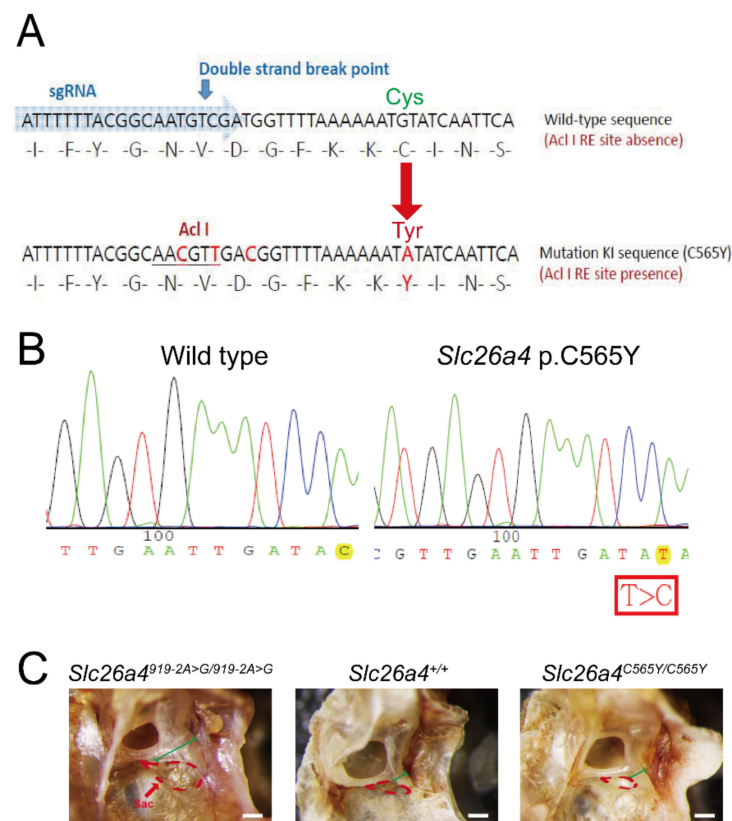 A
Double strand break point
sgRNA
Cys
ATTTTTTACGGCAATGTCGATGGTTTTAAAAAATGTATCAATTCA
Wild-type sequence
-I- -F- -Y- -G- -N- -V- -D- -G- -F- -K- -K- -C- -I- -N- -S-
(Acl I RE site absence)
Acl I
Tyr
ATTTTTTACGGCAACGTTGACGGTTTTAAAAAATATATCAATTCA
Mutation KI sequence (C565Y)
-I- -F- -Y- -G- -N- -V- -D- -G- -F- -K- -K- -Y- -I- -N- -S-
(Acl I RE site presence)
B
Wild type
Slc26a4 p.C565Y
100
100
T T G A A T T G A T A C
C G T T G A A T T G A T A T A
T>C
C
Slc26a4919-2A>G/919-2A>G
Slc26a4+/+
Slc26a4C565Y/C565Y
Sac